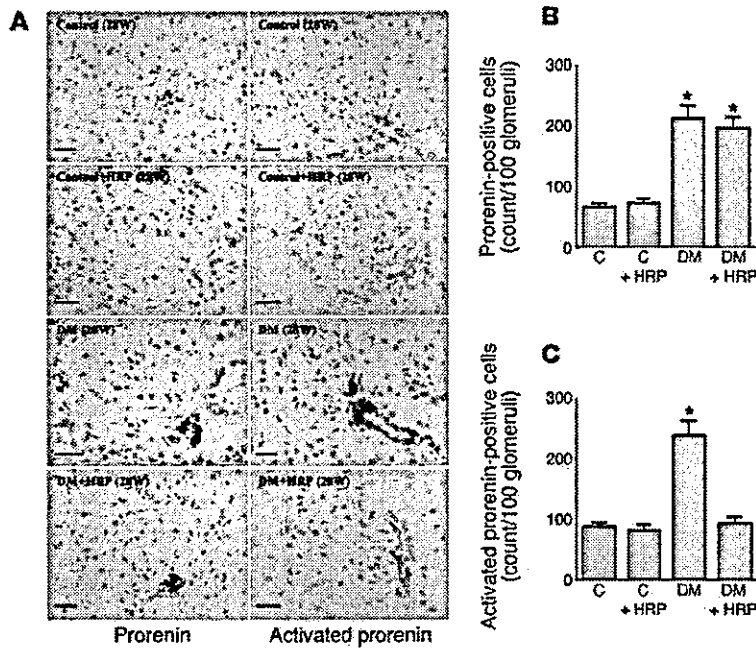 A
Control (28W)
Control (28W)
Control+HRP (28W)
Control+HRP (28W)
DM (28W)
DM (28W)
DM+HRP (28W)
DM+HRP (28W)
Prorenin
Activated prorenin
B
Prorenin-positive cells
(count/100 glomeruli)
300
200
100
0
*
*
C
C
+ HRP
DM
DM
+ HRP
C
Activated prorenin-positive cells
(count/100 glomeruli)
300
200
100
0
*
C
C
+ HRP
DM
DM
+ HRP